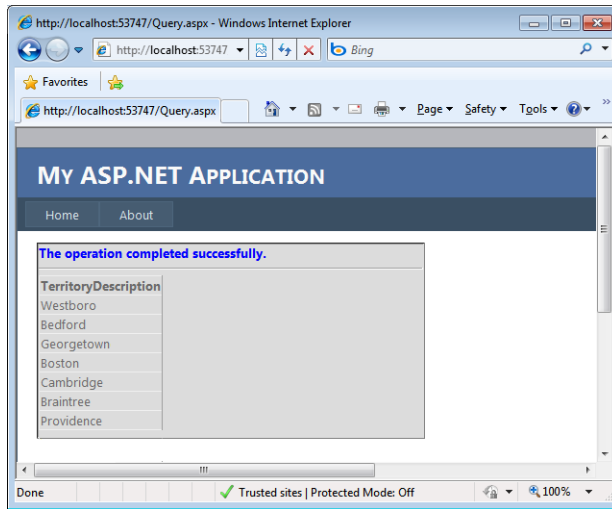 http://localhost:53747/Query.aspx - Windows Internet Explorer
http://localhost:53747 Bing
Favorites
http://localhost:53747/Query.aspx Page Safety Tools »
MY ASP.NET APPLICATION
Home About
The operation completed successfully.
TerritoryDescription
Westboro
Bedford
Georgetown
Boston
Cambridge
Braintree
Providence
Done Trusted sites | Protected Mode: Off 100%